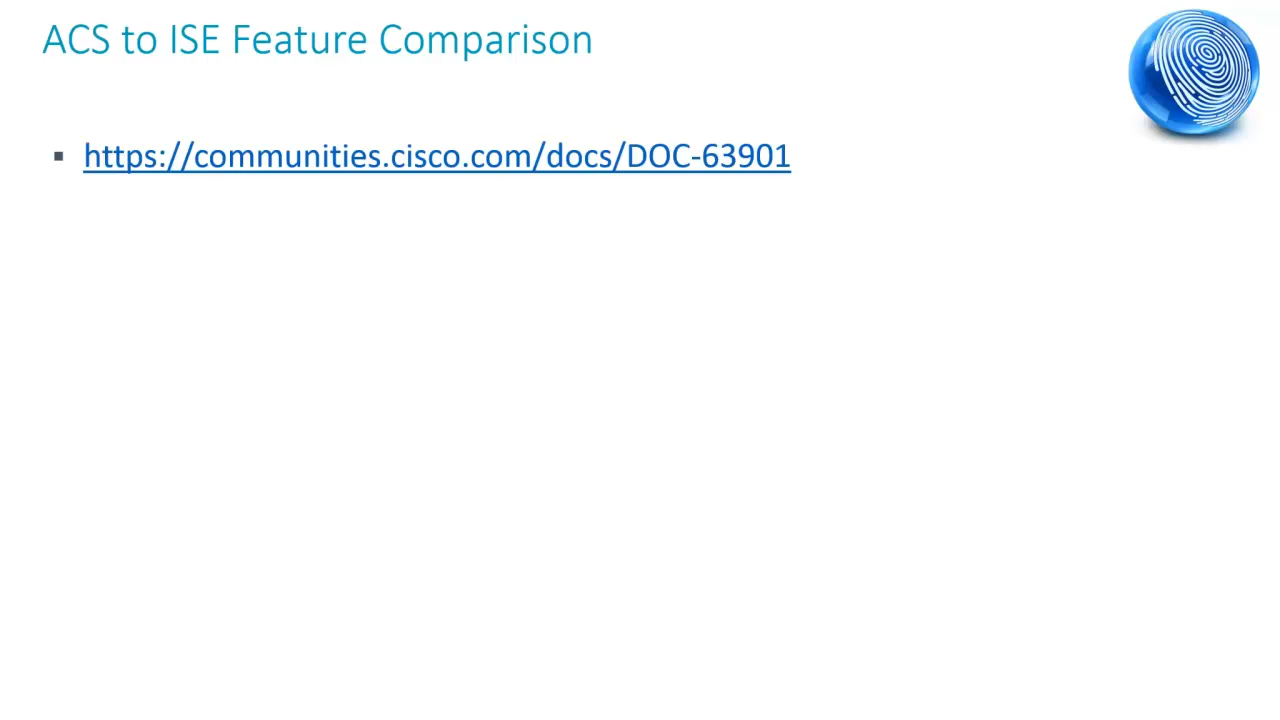 ACS to ISE Feature Comparison
▪ https://communities.cisco.com/docs/DOC-63901